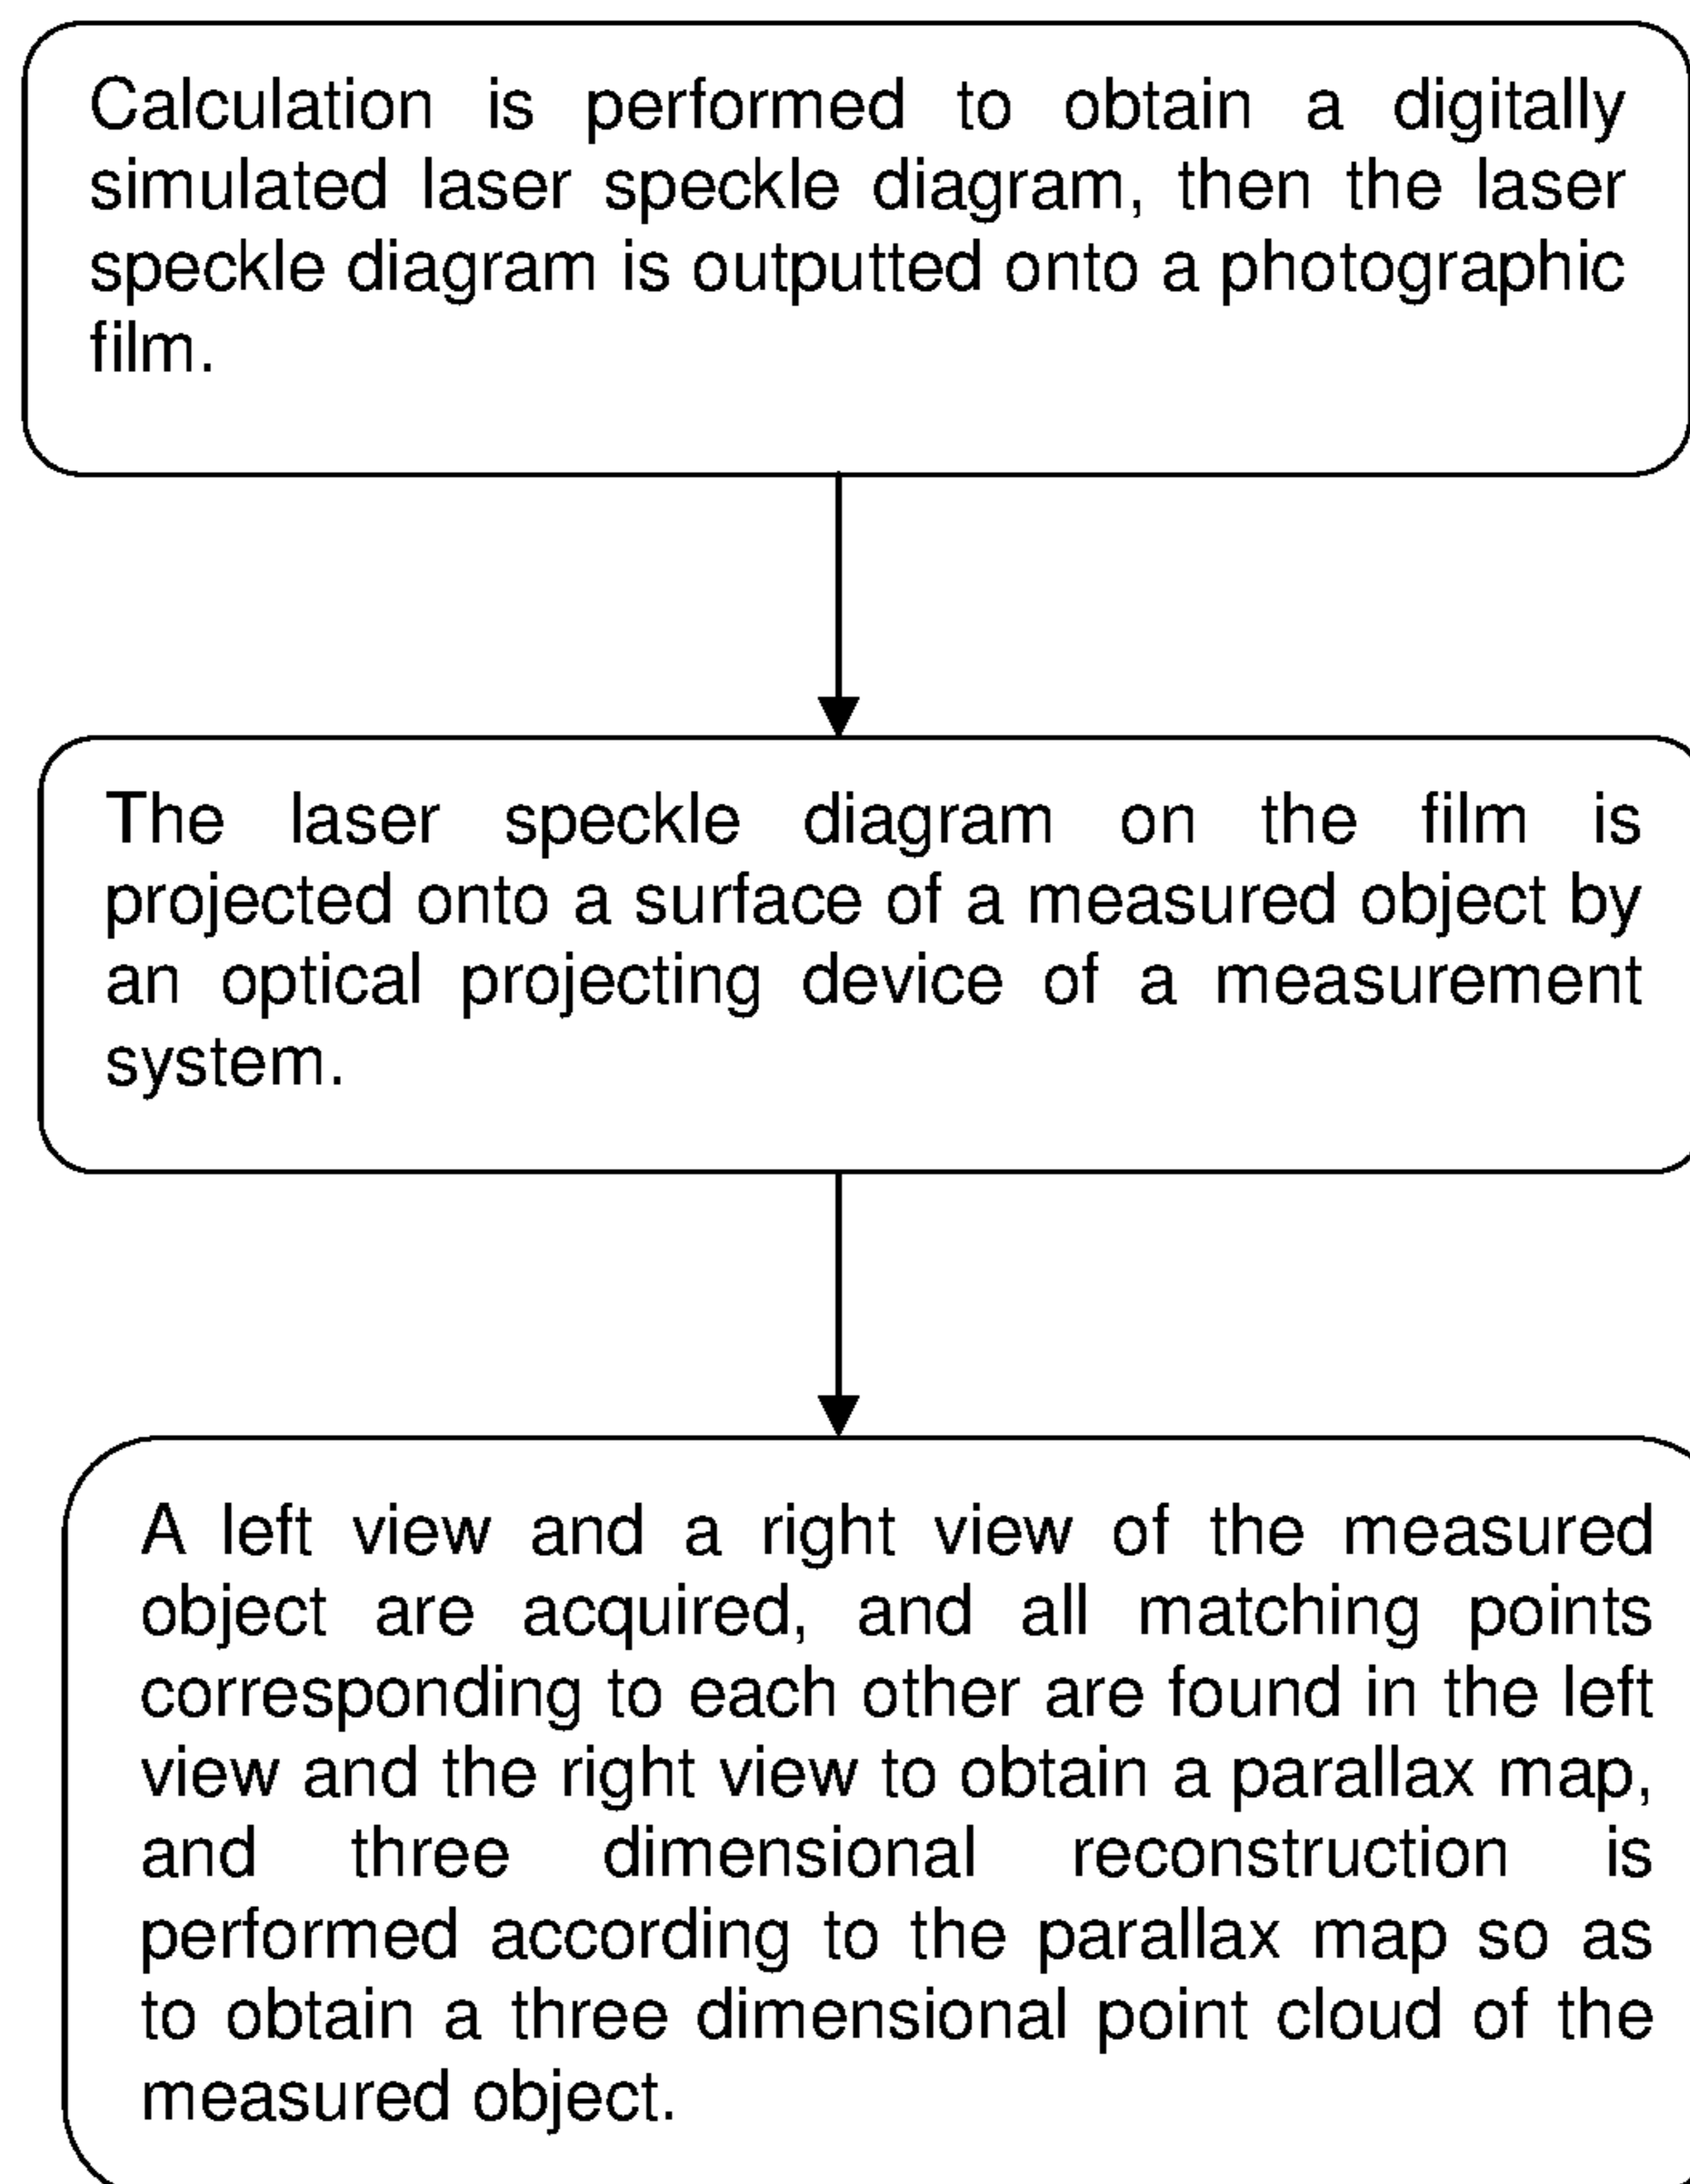 Calculation is performed to obtain a digitally
simulated laser speckle diagram, then the laser
speckle diagram is outputted onto a photographic
film.
The laser speckle diagram on the film is
projected onto a surface of a measured object by
an optical projecting device of a measurement
system.
A left view and a right view of the measured
object are acquired, and all matching points
corresponding to each other are found in the left
view and the right view to obtain a parallax map,
and three dimensional reconstruction is
performed according to the parallax map so as
to obtain a three dimensional point cloud of the
measured object.